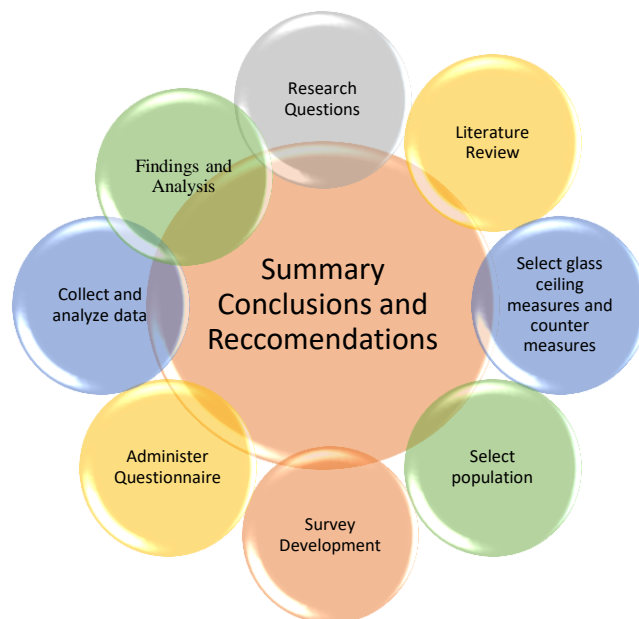 Research
Questions
Literature
Review
Select glass
ceiling
measures and
counter
measures
Select
population
Survey
Development
Administer
Questionnaire
Collect and
analyze data
Findings and
Analysis
Summary
Conclusions and
Reccomendations